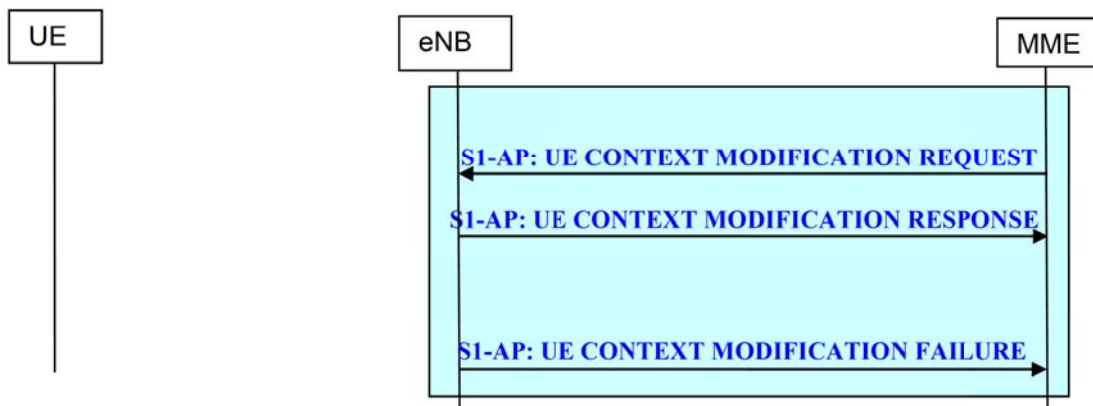 UE
eNB
MME
S1-AP: UE CONTEXT MODIFICATION REQUEST
S1-AP: UE CONTEXT MODIFICATION RESPONSE
S1-AP: UE CONTEXT MODIFICATION FAILURE